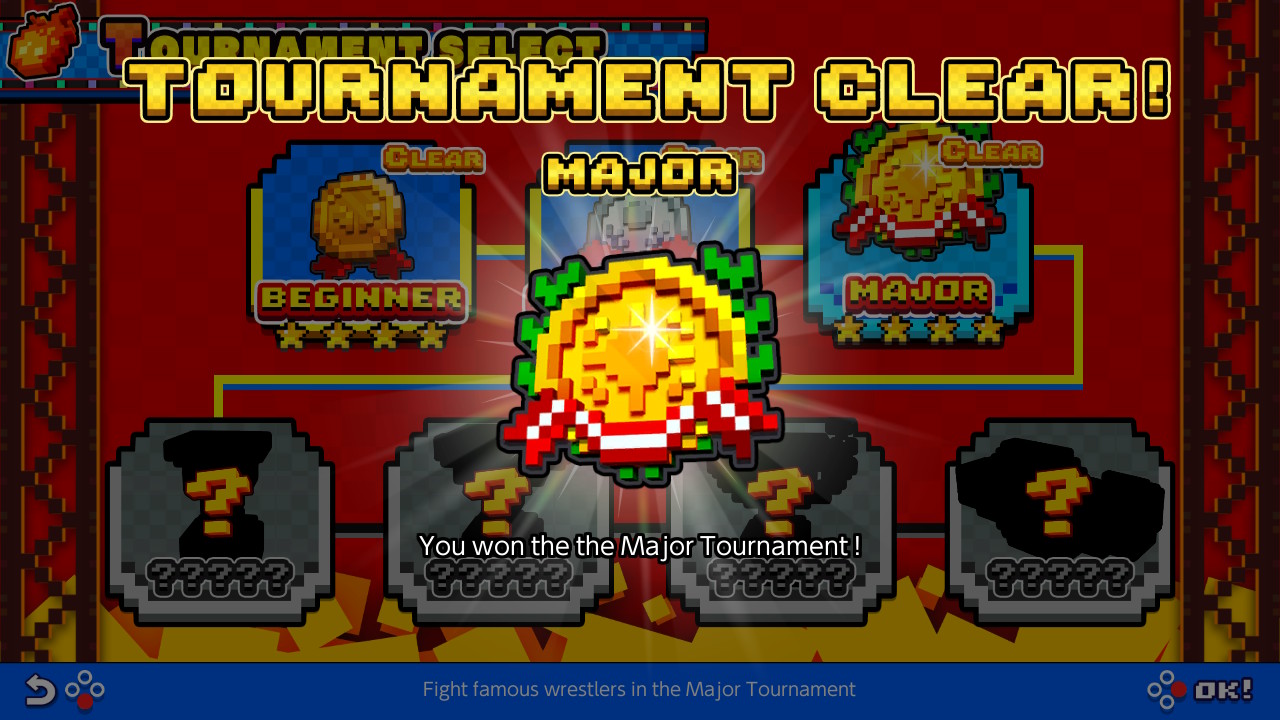 TOURNAMENT SELECT
TOURNAMENT CLEAR!
CLEAR
MAJOR
CLEAR
BEGINNER
MAJOR
?
?
?
?
You won the the Major Tournament !
?????
?????
?????
?????
Fight famous wrestlers in the Major Tournament
OK!